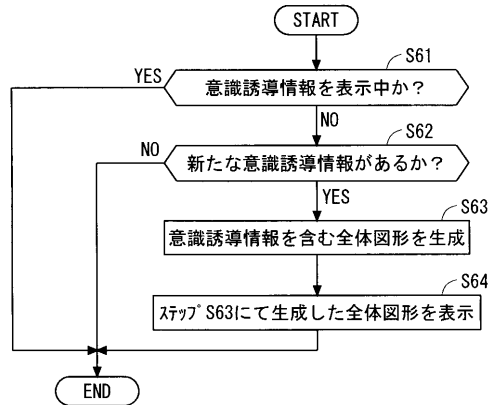 START
S61
YES
意識誘導情報を表示中か？
NO
S62
NO
新たな意識誘導情報があるか？
YES
S63
意識誘導情報を含む全体図形を生成
S64
ステップS63にて生成した全体図形を表示
END